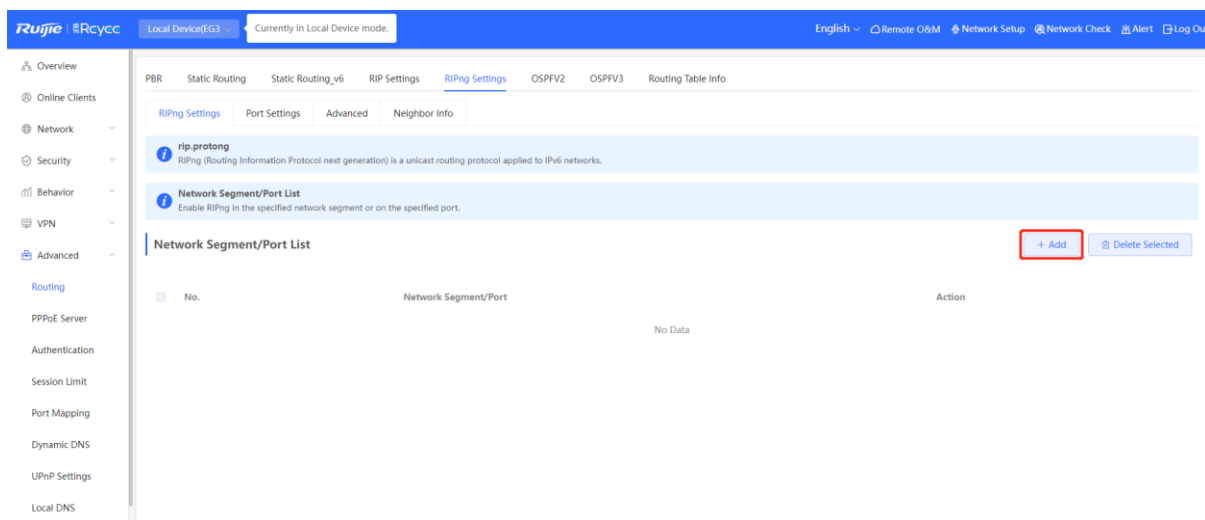 Ruijie Rcycc Local Device(EG3 Currently in Local Device mode. English Remote O&M Network Setup Network Check Alert Log Ou
Overview
Online Clients
Network
Security
Behavior
VPN
Advanced
Routing
PPPoE Server
Authentication
Session Limit
Port Mapping
Dynamic DNS
UPnP Settings
Local DNS
PBR Static Routing Static Routing_v6 RIP Settings RIPng Settings OSPFV2 OSPFV3 Routing Table Info
RIPng Settings Port Settings Advanced Neighbor Info
rip.protong
RIPng (Routing Information Protocol next generation) is a unicast routing protocol applied to IPv6 networks.
Network Segment/Port List
Enable RIPng in the specified network segment or on the specified port.
Network Segment/Port List + Add Delete Selected
No. Network Segment/Port Action
No Data